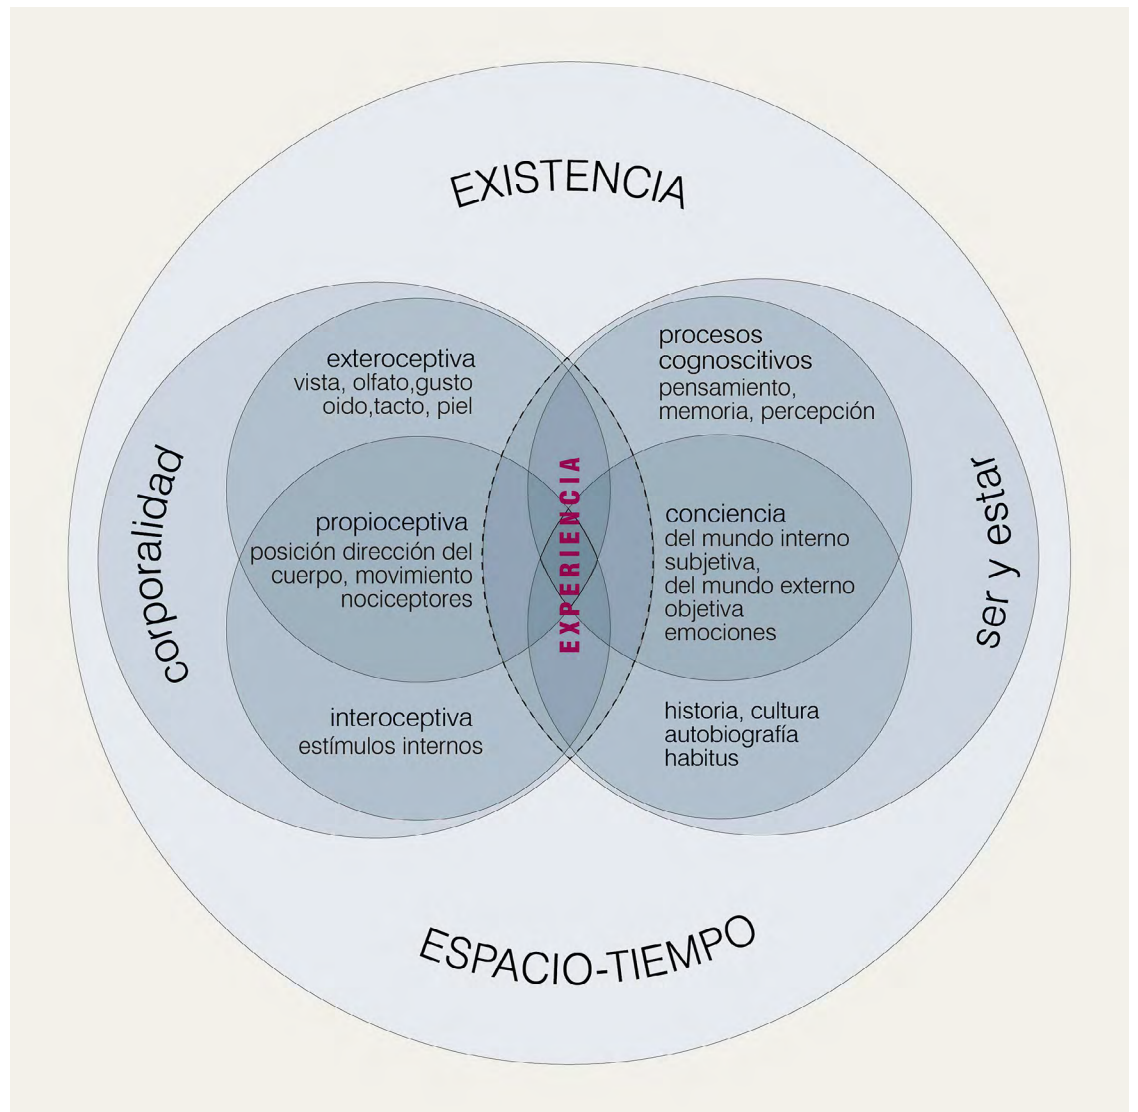 EXISTENCIA
corporalidad
exteroceptiva
vista, olfato,gusto
oido,tacto, piel
propioceptiva
posición dirección del
cuerpo, movimiento
nociceptores
interoceptiva
estímulos internos
EXPERIENCIA
procesos
cognoscitivos
pensamiento,
memoria, percepción
conciencia
del mundo interno
subjetiva,
del mundo externo
objetiva
emociones
historia, cultura
autobiografía
habitus
ser y estar
ESPACIO-TIEMPO